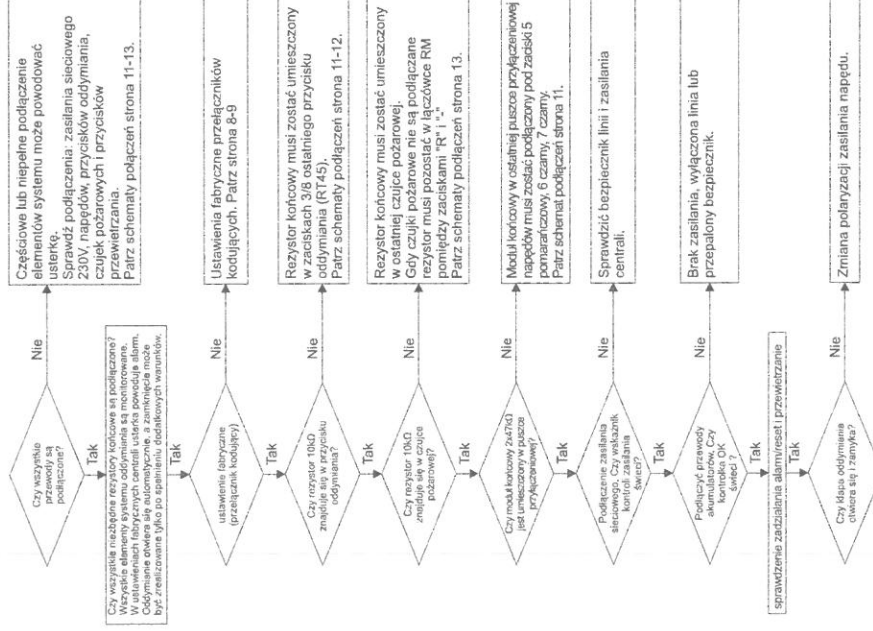 Czy wszystkie
przewody są
podłączone?
Nie
Częściowe lub niepełne podłączenie
elementów systemu może powodować
usterkę.
Sprawdź podłączenia: zasilania sieciowego
230V, napędów, przycisków oddymiania,
czujek pożarowych i przycisków
przewietrzania.
Patrz schematy połączeń strona 11-13.
Tak
Czy wszystkie niezbędne rezystory końcowe są podłączone?
Wszystkie elementy systemu oddymiania są monitorowane.
W ustawieniach fabrycznych centrali usterka powoduje alarm.
Oddymianie otwiera się automatycznie, a zamknięcie może
być zrealizowane tylko po spełnieniu dodatkowych warunków.
Tak
ustawienie fabryczne
(przełącznik kodujący)
Nie
Ustawienia fabryczne przełączników
kodujących. Patrz strona 8-9
Tak
Czy rezystor 10kΩ
znajduje się w przycisku
oddymiania?
Nie
Rezystor końcowy musi zostać umieszczony
w zaciskach 3/8 ostatniego przycisku
oddymiania (RT45).
Patrz schematy podłączeń strona 11-12.
Tak
Czy rezystor 10kΩ
znajduje się w czujce
pożarowej?
Nie
Rezystor końcowy musi zostać umieszczony
w ostatniej czujce pożarowej.
Gdy czujki pożarowe nie są podłączane
rezystor musi pozostać w łączówce RM
pomiędzy zaciskami "R" i "-"
Patrz schematy podłączeń strona 13.
Tak
Czy moduł końcowy 2x47kΩ
jest umieszczony w puszce
przyłączeniowej?
Nie
Moduł końcowy w ostatniej puszce przyłączeniowej
napędów musi zostać podłączony pod zaciski 5
pomarańczowy, 6 czarny, 7 czarny.
Patrz schemat podłączeń strona 11.
Tak
Podłączenie zasilania
sieciowego. Czy wskaźnik
kontroli zasilania
świeci?
Nie
Sprawdzić bezpiecznik linii i zasilania
centrali.
Tak
Podłączyć przewody
akumulatorów. Czy
kontrolka OK
świeci ?
Nie
Brak zasilania, wyłączona linia lub
przepalony bezpiecznik.
Tak
sprawdzenie zadziałania alarm/reset i przewietrzanie
Tak
Czy klapa oddymiania
otwiera się i zamyka?
Nie
Zmiana polaryzacji zasilania napędu.